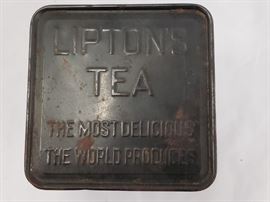 LIPTON'S
TEA
THE MOST DELICIOUS
THE WORLD PRODUCES